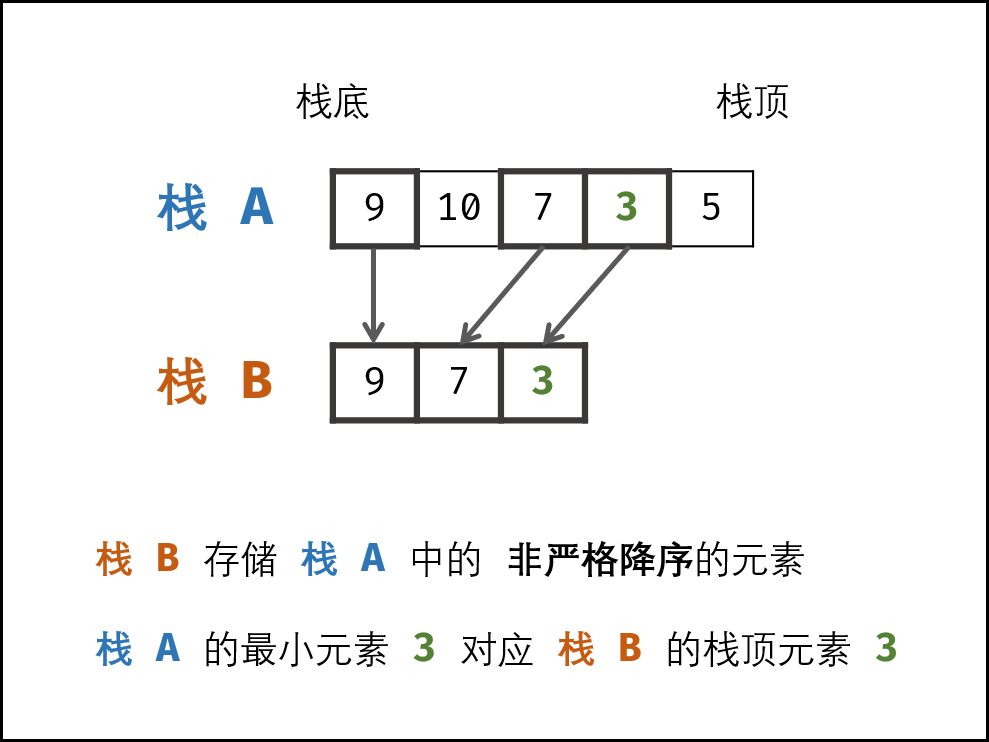 栈底 栈顶
栈 A 9 10 7 3 5
栈 B 9 7 3
栈 B 存储 栈 A 中的 非严格降序的元素
栈 A 的最小元素 3 对应 栈 B 的栈顶元素 3